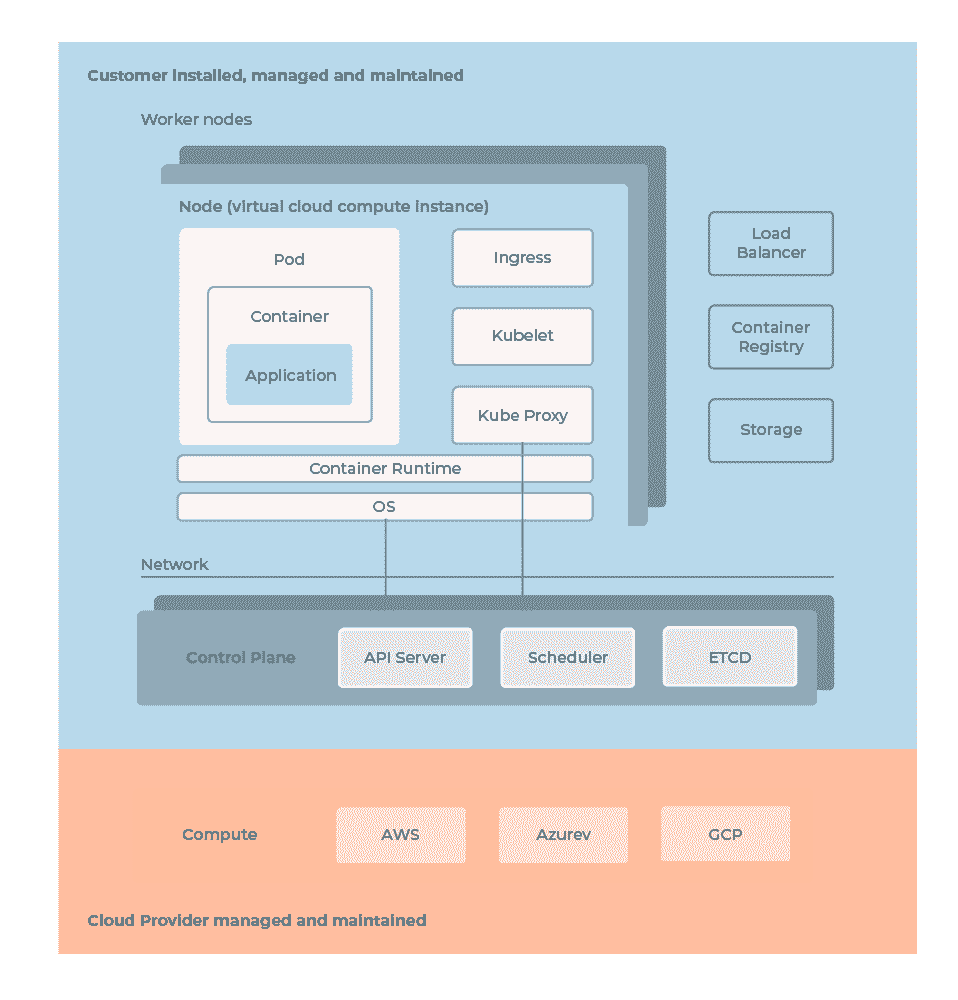 Customer installed, managed and maintained
Worker nodes
Node (virtual cloud compute instance)
Pod
Container
Application
Ingress
Kubelet
Kube Proxy
Container Runtime
OS
Load
Balancer
Container
Registry
Storage
Network
Control Plane
API Server
Scheduler
ETCD
Compute
AWS
Azurev
GCP
Cloud Provider managed and maintained